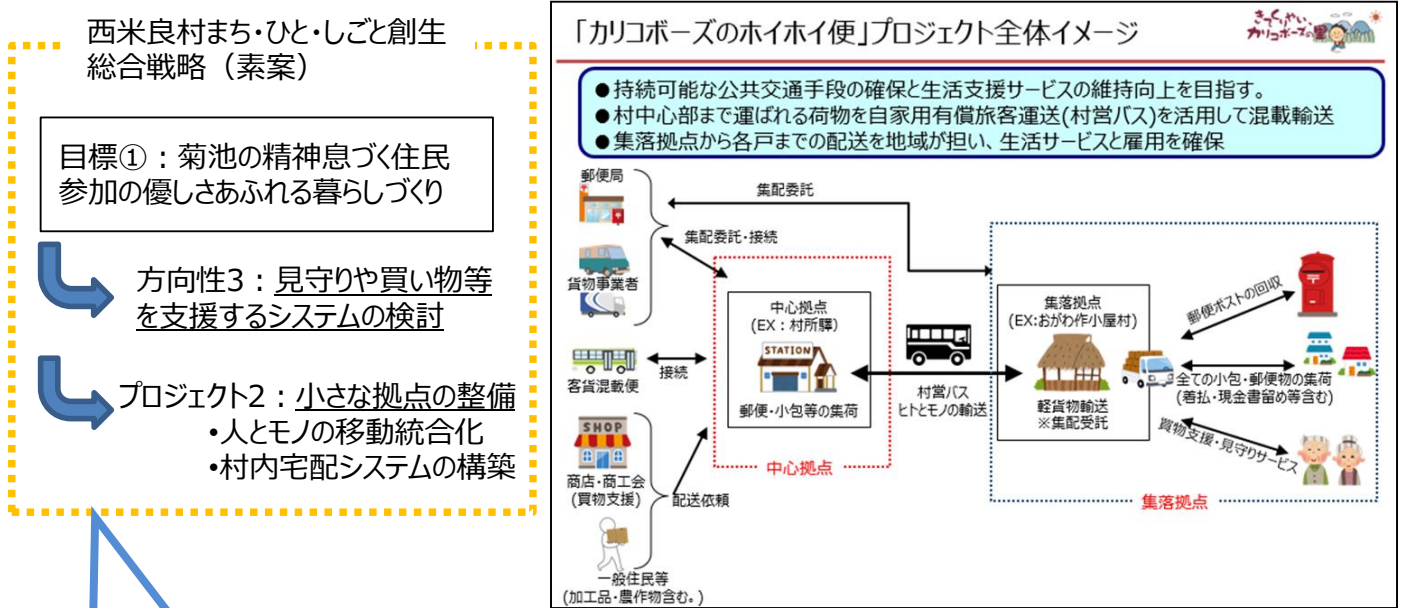 西米良村まち・ひと・しごと創生
総合戦略（素案）
目標①：菊池の精神息づく住民
参加の優しさあふれる暮らしづくり
方向性3：見守りや買い物等
を支援するシステムの検討
プロジェクト2：小さな拠点の整備
•人とモノの移動統合化
•村内宅配システムの構築
「カリコボーズのホイホイ便」プロジェクト全体イメージ
きてくりやい、
カリコボーズの里
●持続可能な公共交通手段の確保と生活支援サービスの維持向上を目指す。
●村中心部まで運ばれる荷物を自家用有償旅客運送(村営バス)を活用して混載輸送
●集落拠点から各戸までの配送を地域が担い、生活サービスと雇用を確保
郵便局
集配委託
集配委託・接続
貨物事業者
中心拠点
(EX：村所驛)
STATION
郵便・小包等の集荷
中心拠点
接続
客貨混載便
村営バス
ヒトとモノの輸送
集落拠点
(EX:おがわ作小屋村)
軽貨物輸送
※集配受託
郵便ポストの回収
全ての小包・郵便物の集荷
(着払・現金書留め等含む)
買物支援・見守りサービス
集落拠点
SHOP
商店・商工会
(買物支援)
配送依頼
一般住民等
(加工品・農作物含む。)